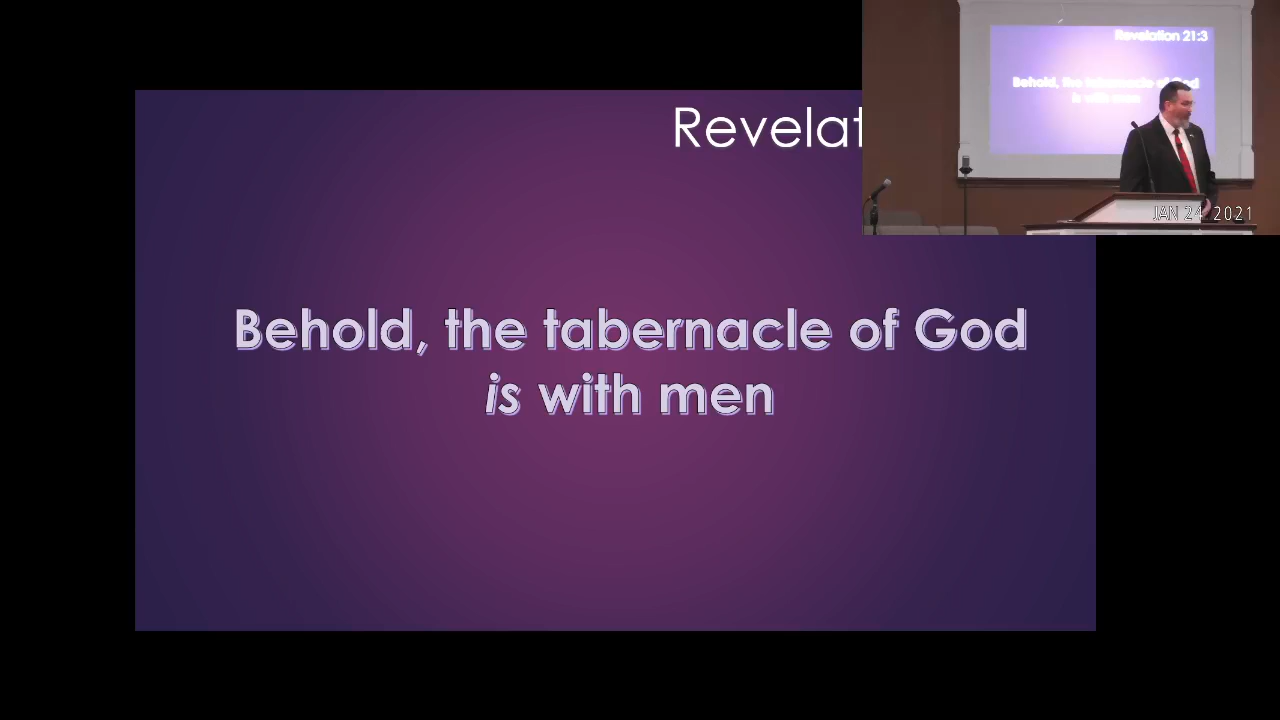 Revelat
Behold, the tabernacle of God
is with men
Revelation 21:3
Behold, the tabernacle of God
is with men
JAN 24, 2021